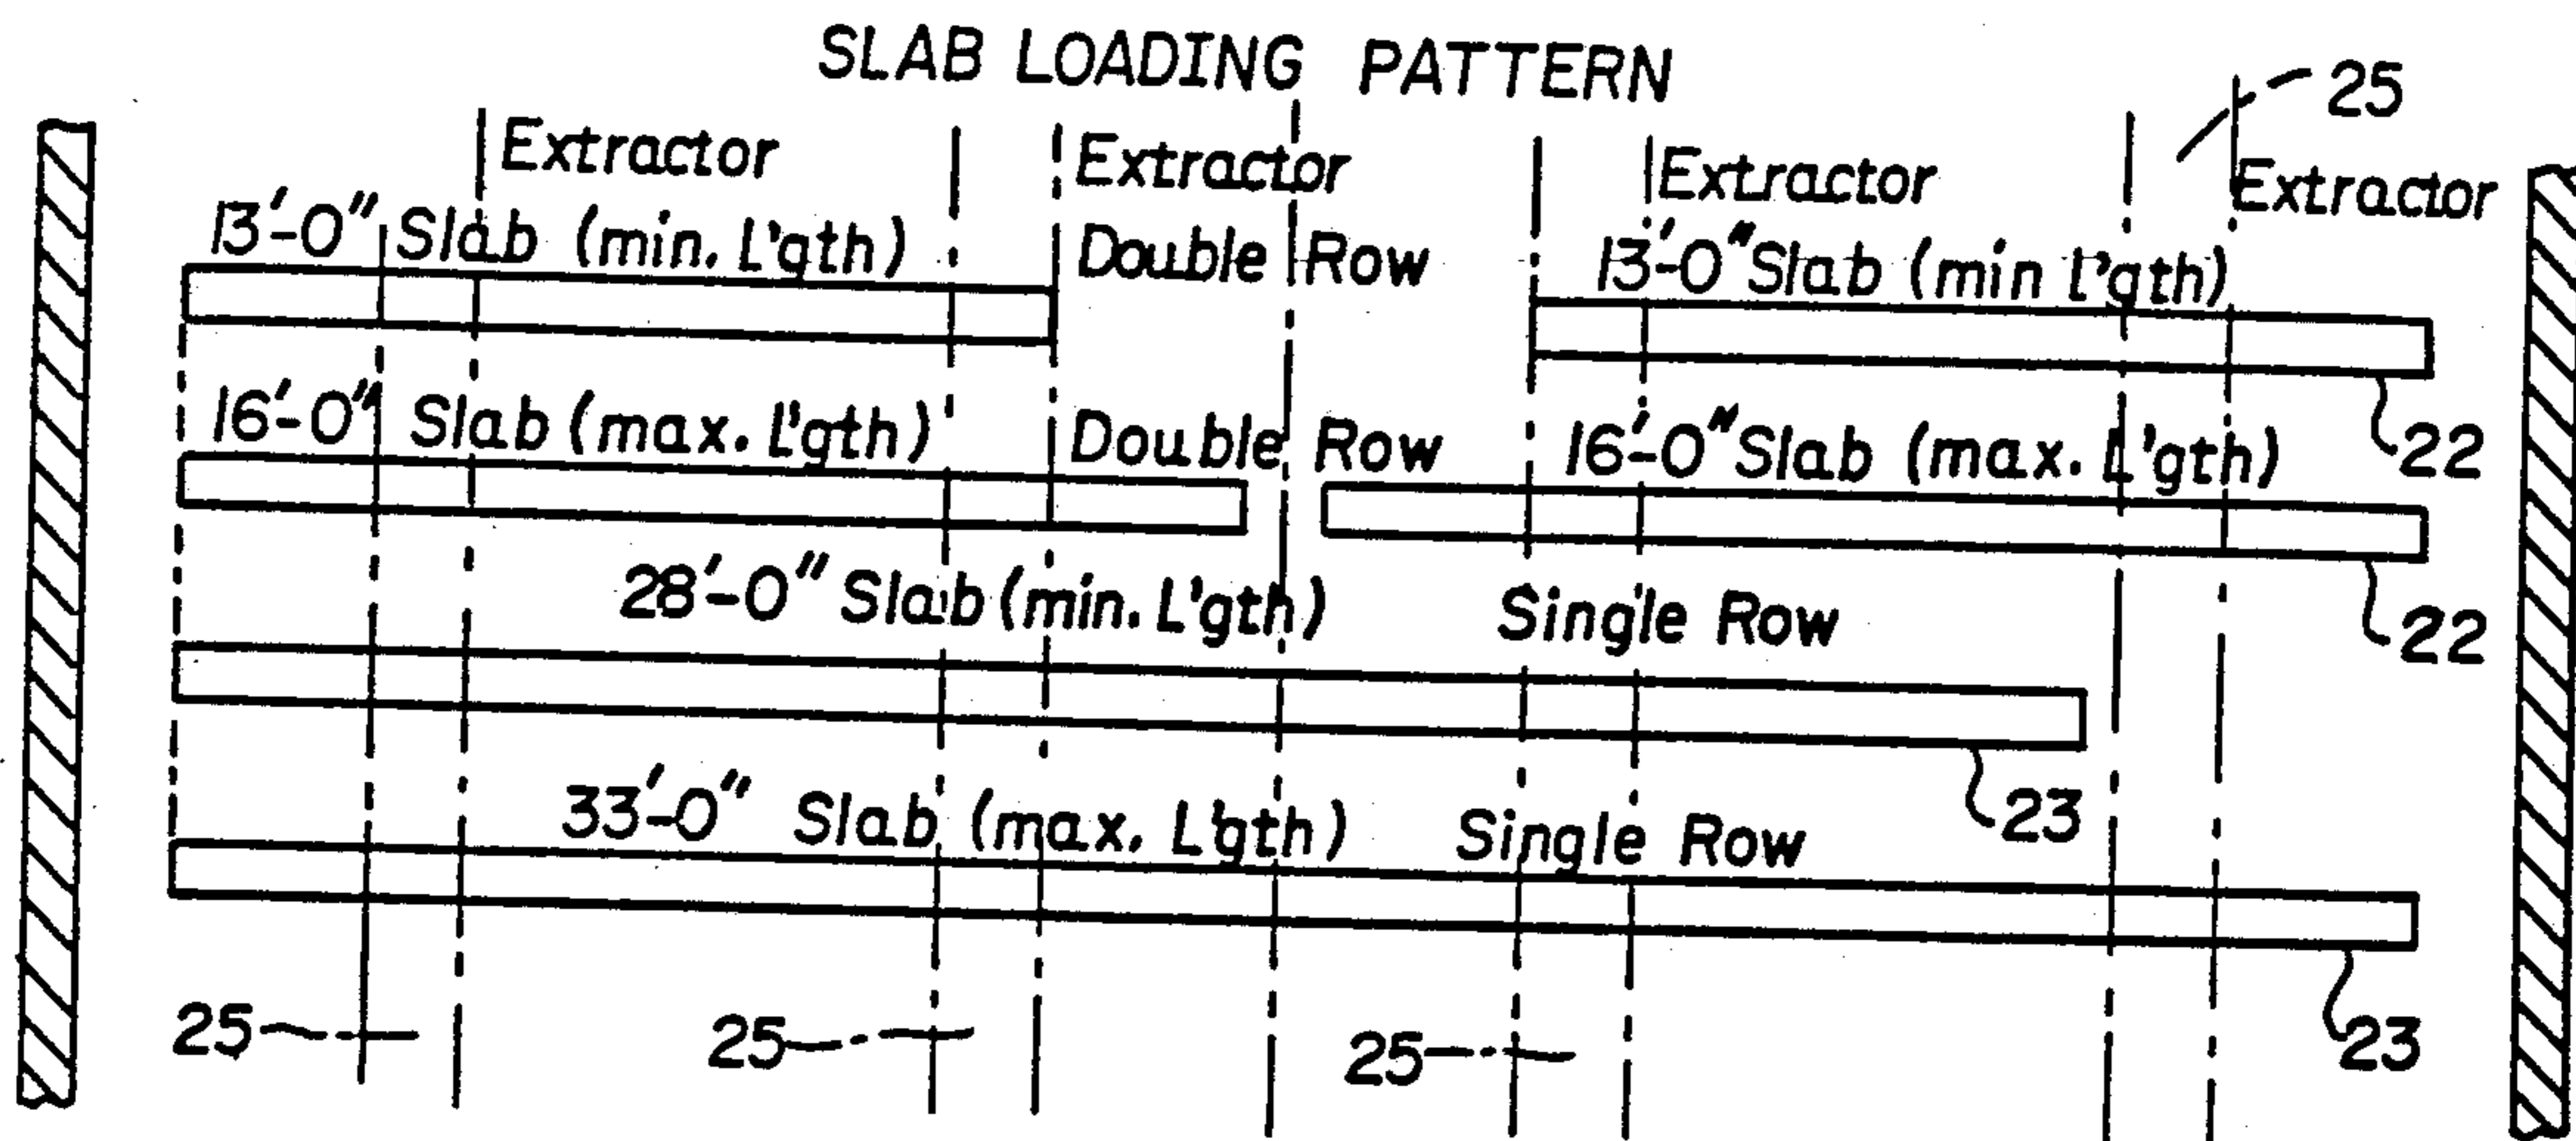 SLAB LOADING PATTERN
25
Extractor Extractor Extractor Extractor
13'-0" Slab (min. L'gth) Double Row 13'-0" Slab (min l'gth)
22
16'-0" Slab (max. L'gth) Double Row 16'-0" Slab (max. L'gth)
22
28'-0" Slab (min. L'gth) Single Row
23
33'-0" Slab (max. L'gth) Single Row
23
25 25 25